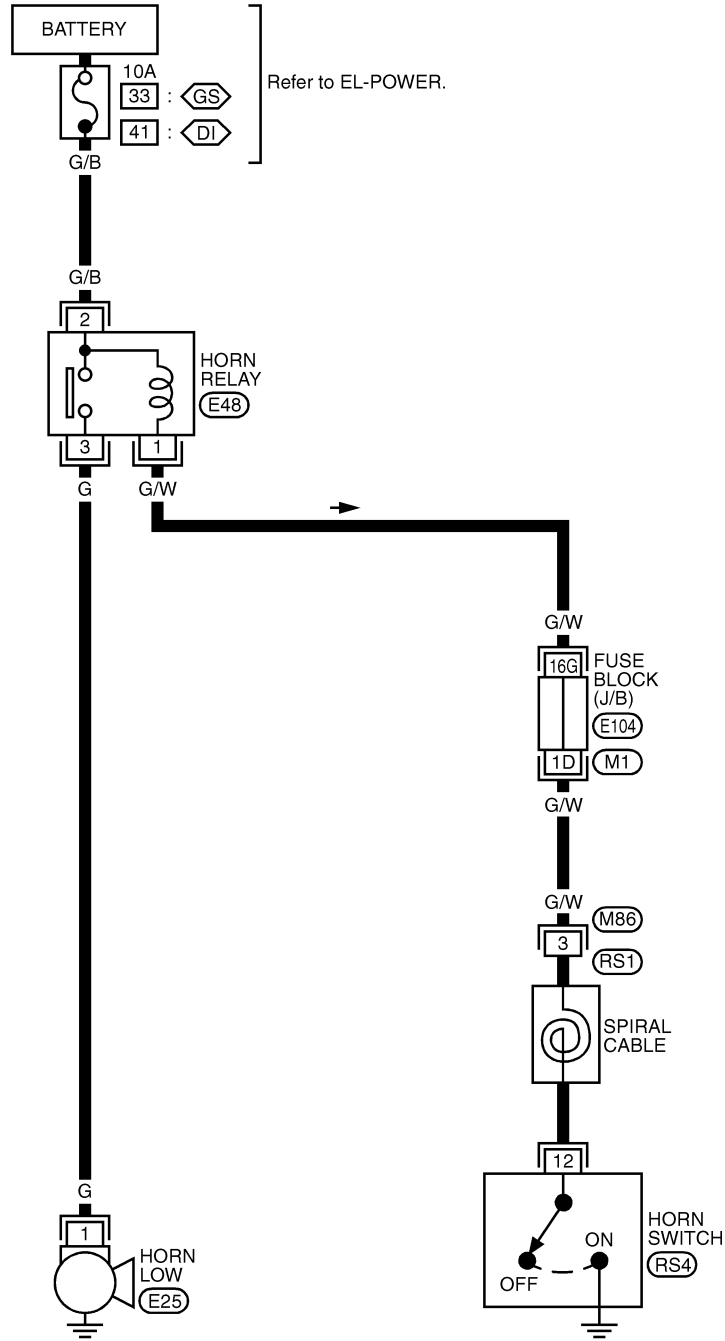 BATTERY
10A
33 : GS
41 : DI
Refer to EL-POWER.
G/B
G/B
2
HORN
RELAY
E48
3
1
G
G/W
G/W
16G
FUSE
BLOCK
(J/B)
E104
1D
M1
G/W
G/W
M86
3
RS1
SPIRAL
CABLE
12
HORN
SWITCH
RS4
ON
OFF
G
1
HORN
LOW
E25